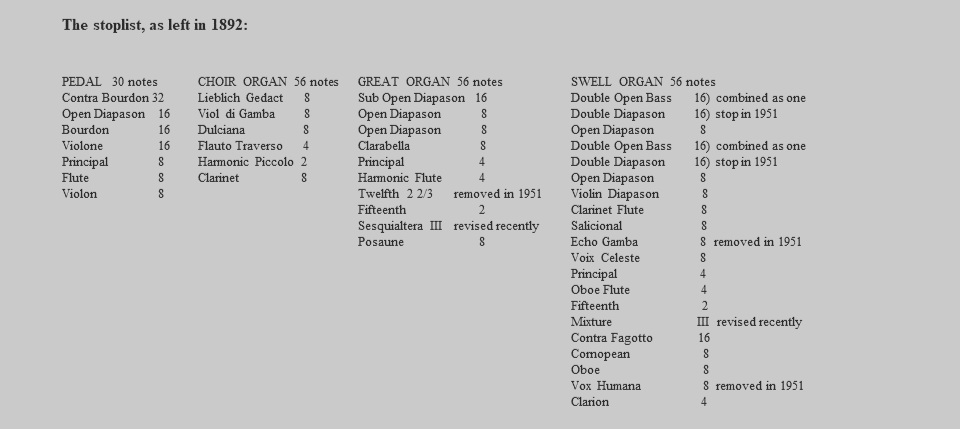 The stoplist, as left in 1892:
PEDAL 30 notes
Contra Bourdon 32
Open Diapason 16
Bourdon 16
Violone 16
Principal 8
Flute 8
Violon 8
CHOIR ORGAN 56 notes
Lieblich Gedact 8
Viol di Gamba 8
Dulciana 8
Flauto Traverso 4
Harmonic Piccolo 2
Clarinet 8
GREAT ORGAN 56 notes
Sub Open Diapason 16
Open Diapason 8
Open Diapason 8
Clarabella 8
Principal 4
Harmonic Flute 4
Twelfth 2 2/3 removed in 1951
Fifteenth 2
Sesquialtera III revised recently
Posaune 8
SWELL ORGAN 56 notes
Double Open Bass 16) combined as one
Double Diapason 16) stop in 1951
Open Diapason 8
Double Open Bass 16) combined as one
Double Diapason 16) stop in 1951
Open Diapason 8
Violin Diapason 8
Clarinet Flute 8
Salicional 8
Echo Gamba 8 removed in 1951
Voix Celeste 8
Principal 4
Oboe Flute 4
Fifteenth 2
Mixture III revised recently
Contra Fagotto 16
Cornopean 8
Oboe 8
Vox Humana 8 removed in 1951
Clarion 4